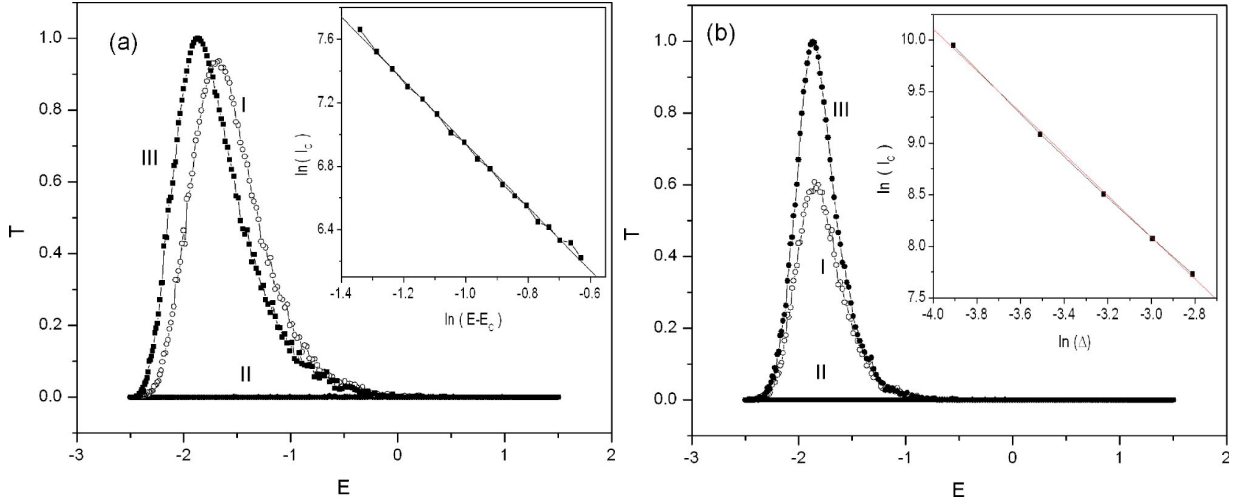 (a)
I
III
II
T
E
1.0
0.8
0.6
0.4
0.2
0.0
-3 -2 -1 0 1 2
ln ( I_c )
7.6
7.2
6.8
6.4
-1.4 -1.2 -1.0 -0.8 -0.6
ln ( E-E_c )
(b)
III
I
II
T
E
1.0
0.8
0.6
0.4
0.2
0.0
-3 -2 -1 0 1 2
ln ( I_c )
10.0
9.5
9.0
8.5
8.0
7.5
-4.0 -3.8 -3.6 -3.4 -3.2 -3.0 -2.8
ln (Δ)